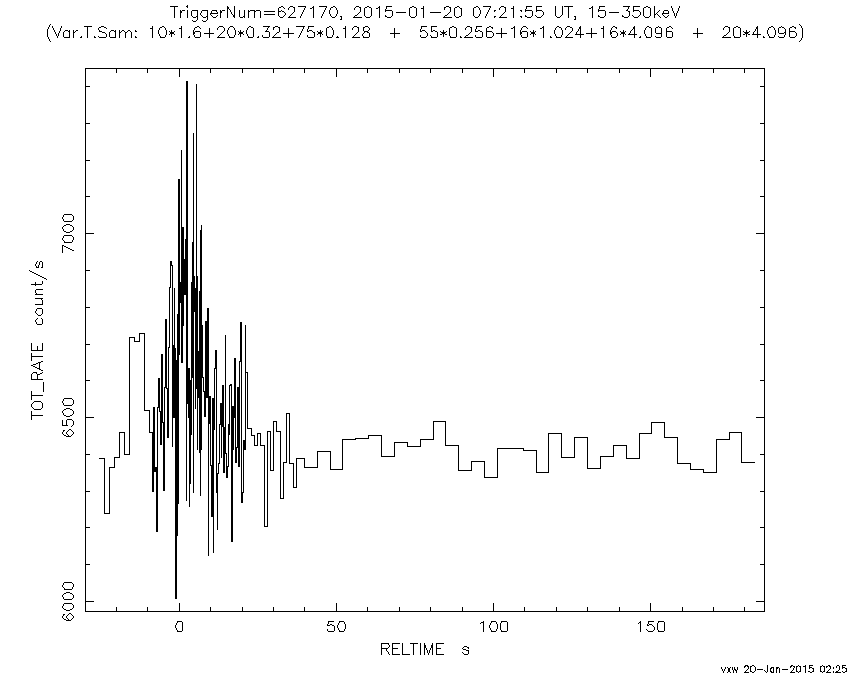 TriggerNum=627170, 2015-01-20 07:21:55 UT, 15-350keV
(Var.T.Sam: 10*1.6+20*0.32+75*0.128 + 55*0.256+16*1.024+16*4.096 + 20*4.096)
7000
6500
6000
TOT_RATE count/s
0 50 100 150
RELTIME s
vxw 20-Jan-2015 02:25